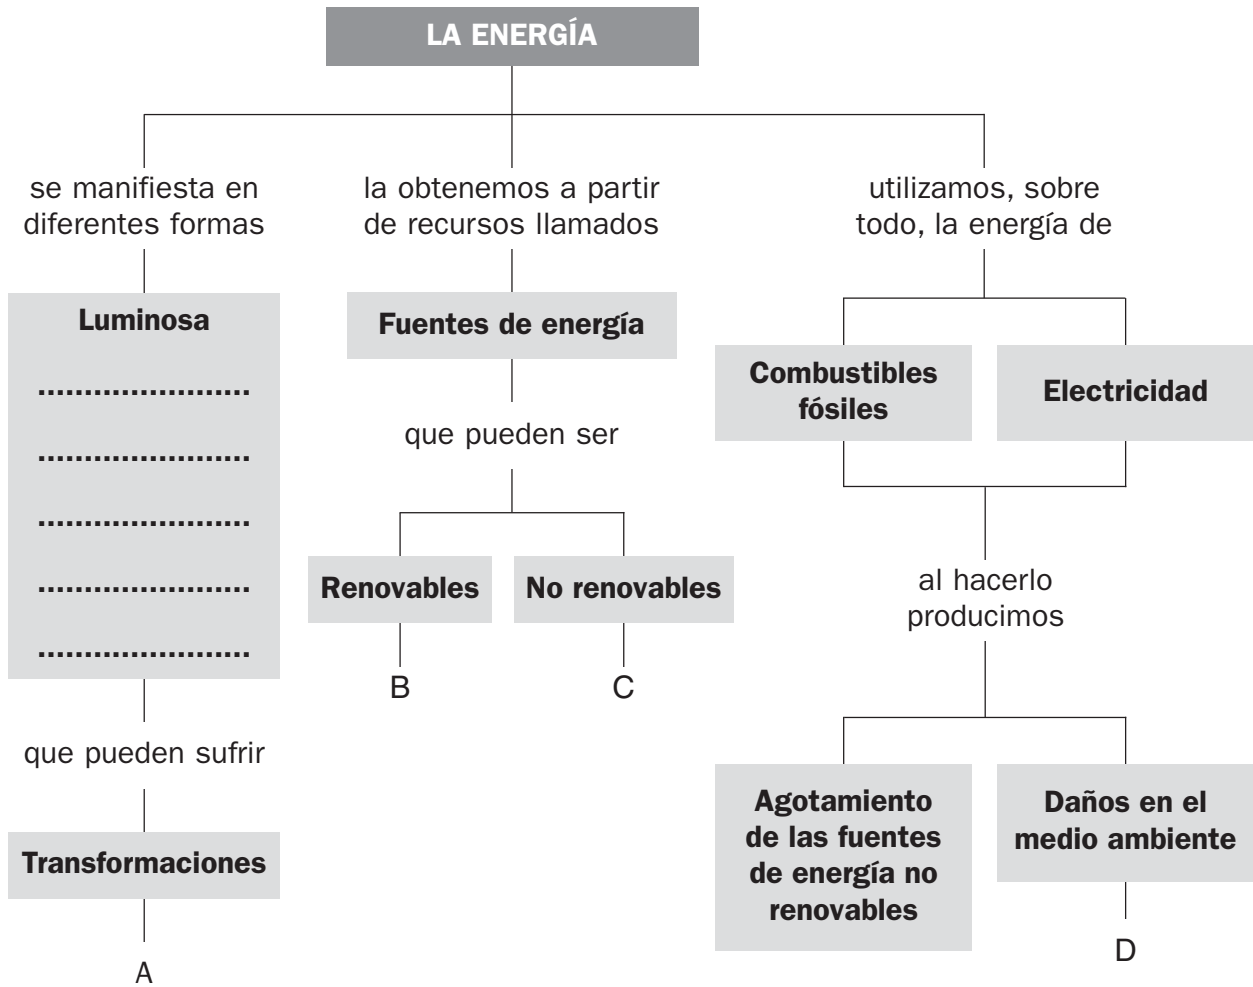 LA ENERGÍA
se manifiesta en
diferentes formas
Luminosa
.......................
.......................
.......................
.......................
.......................
que pueden sufrir
Transformaciones
A
la obtenemos a partir
de recursos llamados
Fuentes de energía
que pueden ser
Renovables
B
No renovables
C
utilizamos, sobre
todo, la energía de
Combustibles
fósiles
Electricidad
al hacerlo
producimos
Agotamiento
de las fuentes
de energía no
renovables
Daños en el
medio ambiente
D